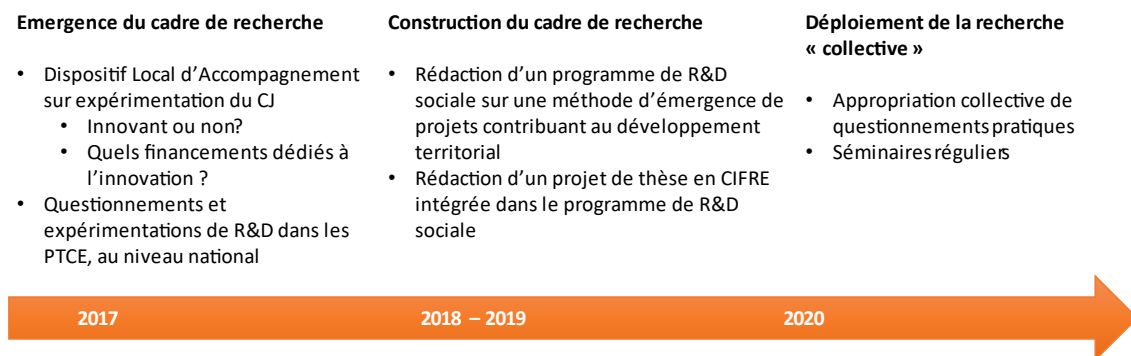 Emergence du cadre de recherche
• Dispositif Local d'Accompagnement
sur expérimentation du CJ
• Innovant ou non?
• Quels financements dédiés à
l'innovation ?
• Questionnements et
expérimentations de R&D dans les
PTCE, au niveau national
Construction du cadre de recherche
• Rédaction d'un programme de R&D
sociale sur une méthode d'émergence de
projets contribuant au développement
territorial
• Rédaction d'un projet de thèse en CIFRE
intégrée dans le programme de R&D
sociale
Déploiement de la recherche
« collective »
• Appropriation collective de
questionnements pratiques
• Séminaires réguliers
2017
2018 – 2019
2020